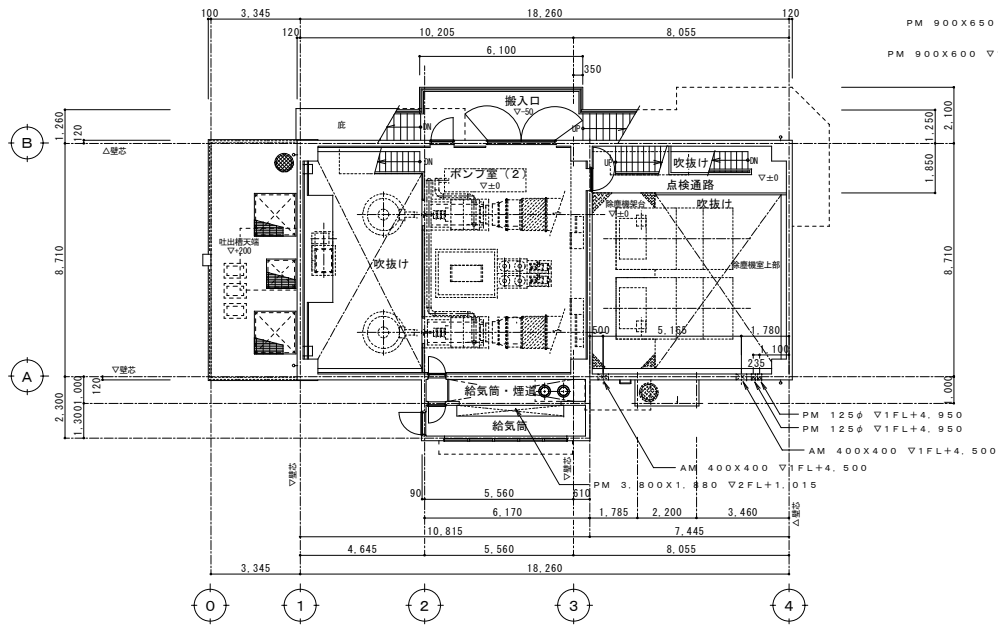 100
3,345
18,260
120
PM 900X650
120
10,205
8,055
PM 900X600 ▽
6,100
350
搬入口
▽-50
庇
DN
UP
1,260
120
1,250
2,100
B
△壁芯
1,850
DN
ポンプ室（2）
▽±0
UP
吹抜け
DN
点検通路
▽±0
除塵機架台
▽±0
吹抜け
吐出槽天端
▽+200
8,710
吹抜け
除塵機室上部
8,710
500
5,165
1,780
100
235
A
▽壁芯
120
1,000
2,300
1,300
1,000
給気筒・煙道
給気筒
PM 125φ ▽1FL+4,950
PM 125φ ▽1FL+4,950
AM 400X400 ▽1FL+4,500
AM 400X400 ▽1FL+4,500
PM 3,800X1,880 ▽2FL+1,015
▽壁芯
▽壁芯
△壁芯
90
5,560
610
6,170
1,785
2,200
3,460
10,815
7,445
4,645
5,560
8,055
3,345
18,260
0
1
2
3
4